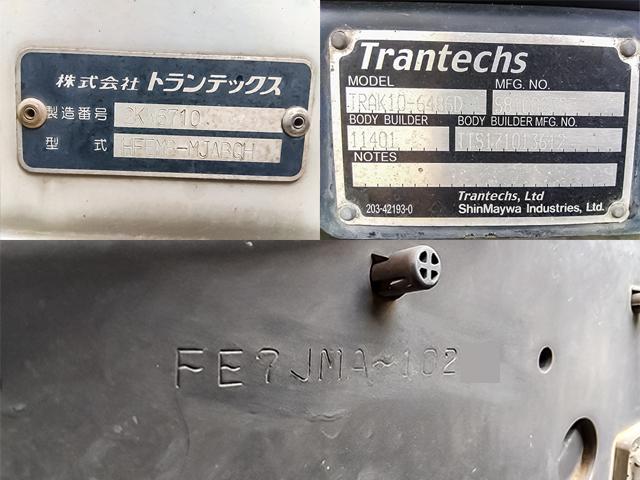 株式会社 トランテックス
製造番号
型 式
Trantechs
MODEL MFG. NO.
TRAK10-6486D
BODY BUILDER BODY BUILDER MFG. NO.
11401
NOTES
Trantechs, Ltd
203-42193-0 ShinMaywa Industries, Ltd.
FE7JMA~102